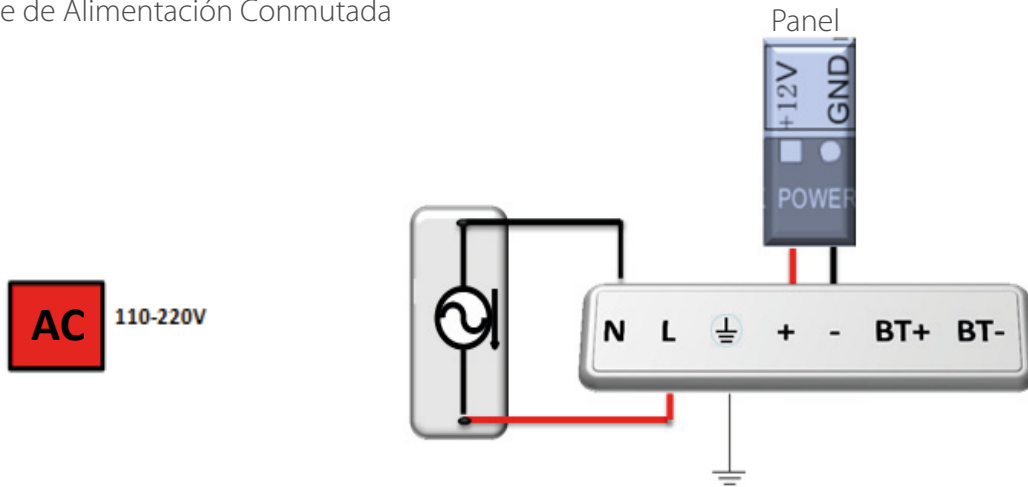 e de Alimentación Conmutada
Panel
+12V
GND
POWER
AC
110-220V
N L + - BT+ BT-